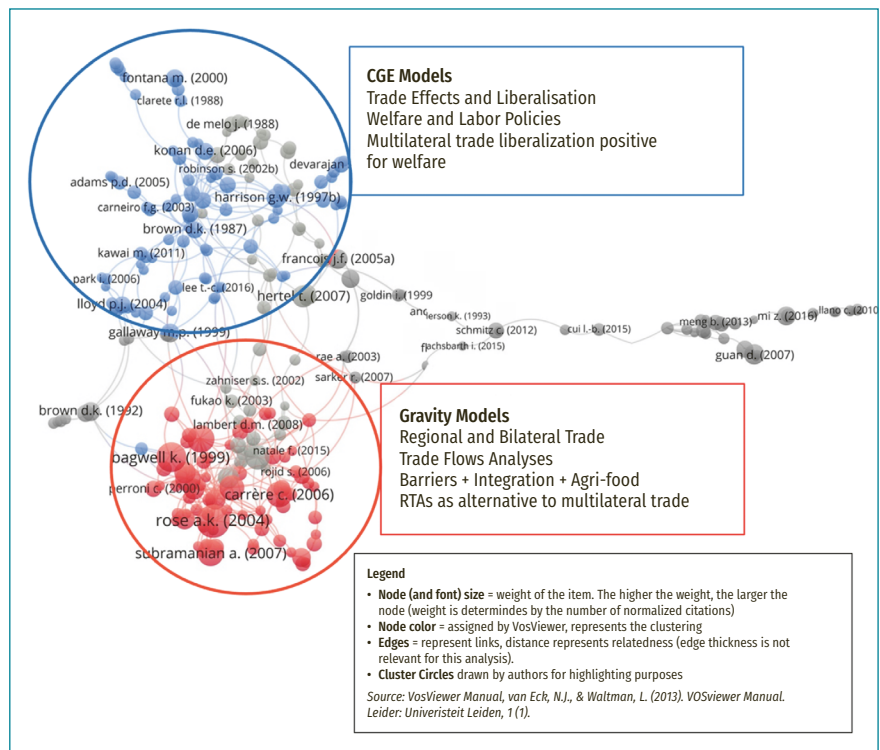 fontana m. (2000)
clarete r.l. (1988)
de melo j. (1988)
konan d.e. (2006)
robinson s. (2002b)
devarajan
adams p.d. (2005)
harrison g.w. (1997b)
carneiro f.g. (2003)
brown d.k. (1987)
kawai m. (2011)
francois j.f. (2005a)
park i. (2006)
lee t.-c. (2016)
hertel t. (2007)
goldin i. (1999
lloyd p.j. (2004)
gallaway m.p. (1999)
schmitz c. (2012)
cui l.-b. (2015)
meng b. (2013)
mi z. (2016)
llano c. (2010
guan d. (2007)
rae a. (2003)
sarker r. (2007)
zahniser s.s. (2002)
fukao k. (2003)
brown d.k. (1992)
lambert d.m. (2008)
natale f. (2015)
bagwell k. (1999)
rojid s. (2006)
perroni c. (2000)
carrère c. (2006)
rose a.k. (2004)
subramanian a. (2007)
CGE Models
Trade Effects and Liberalisation
Welfare and Labor Policies
Multilateral trade liberalization positive
for welfare
Gravity Models
Regional and Bilateral Trade
Trade Flows Analyses
Barriers + Integration + Agri-food
RTAs as alternative to multilateral trade
Legend
• Node (and font) size = weight of the item. The higher the weight, the larger the
node (weight is determindes by the number of normalized citations)
• Node color = assigned by VosViewer, represents the clustering
• Edges = represent links, distance represents relatedness (edge thickness is not
relevant for this analysis).
• Cluster Circles drawn by authors for highlighting purposes
Source: VosViewer Manual, van Eck, N.J., & Waltman, L. (2013). VOSviewer Manual.
Leider: Univeristeit Leiden, 1 (1).